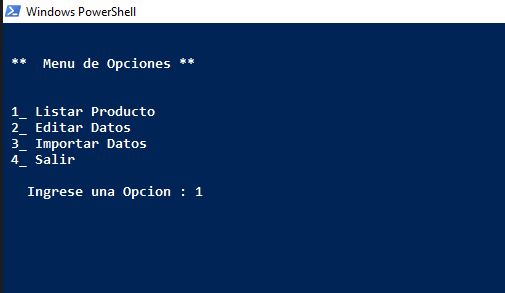 Windows PowerShell
** Menu de Opciones **
1_ Listar Producto
2_ Editar Datos
3_ Importar Datos
4_ Salir
Ingrese una Opcion : 1